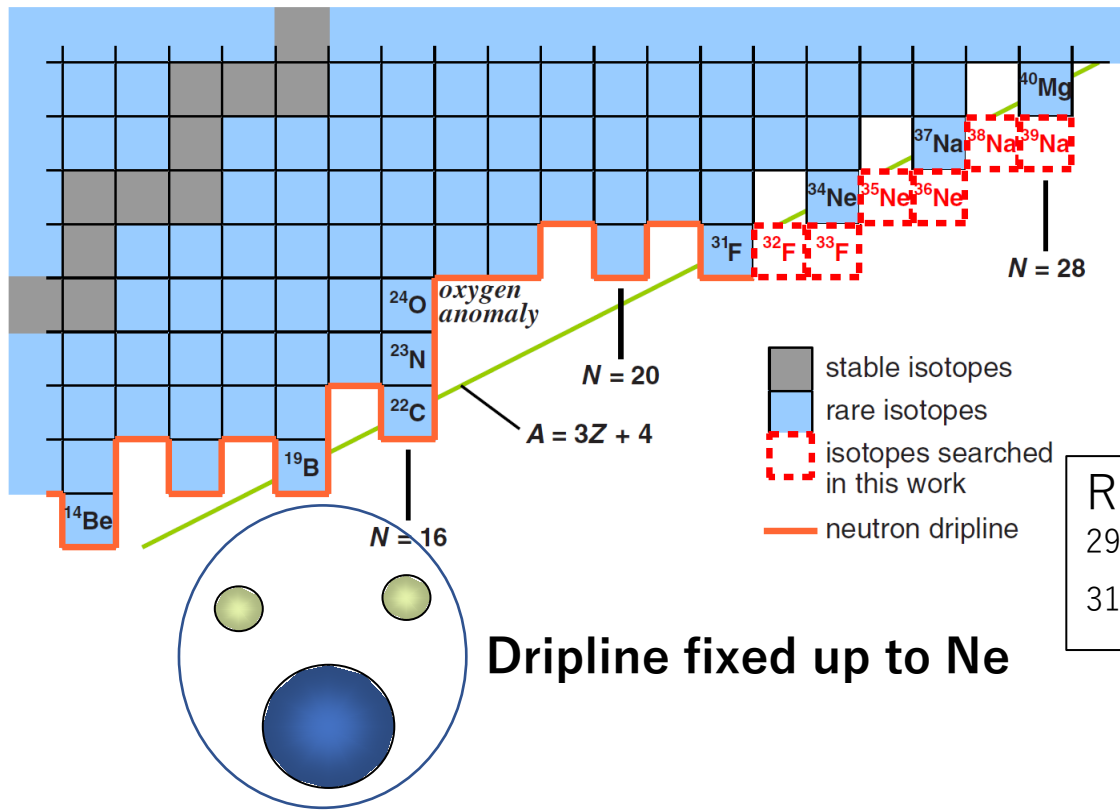 40Mg
37Na 38Na 39Na
34Ne 35Ne 36Ne
31F 32F 33F
N = 28
24O oxygen
anomaly
23N
N = 20
22C
stable isotopes
rare isotopes
A = 3Z + 4
isotopes searched
in this work
19B
14Be
N = 16
neutron dripline
R
29
31
Dripline fixed up to Ne